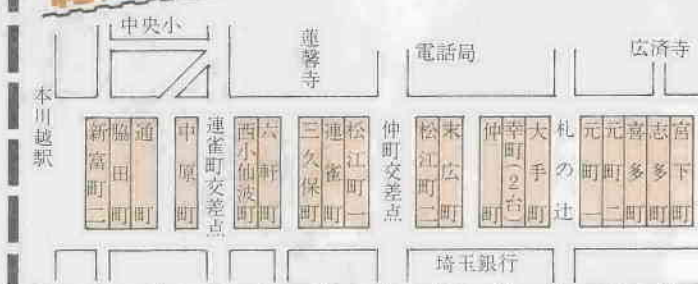 中央小
蓮馨寺
電話局
広済寺
本川越駅
新富町二
脇田町
通町
中原町
連雀町交差点
西小仙波町
六軒町
三久保町
連雀町
松江町一
仲町交差点
松江町二
末広町
仲町
幸町(2台)
大手町
札の辻
元町一
元町二
喜多町
志多町
宮下町
埼玉銀行